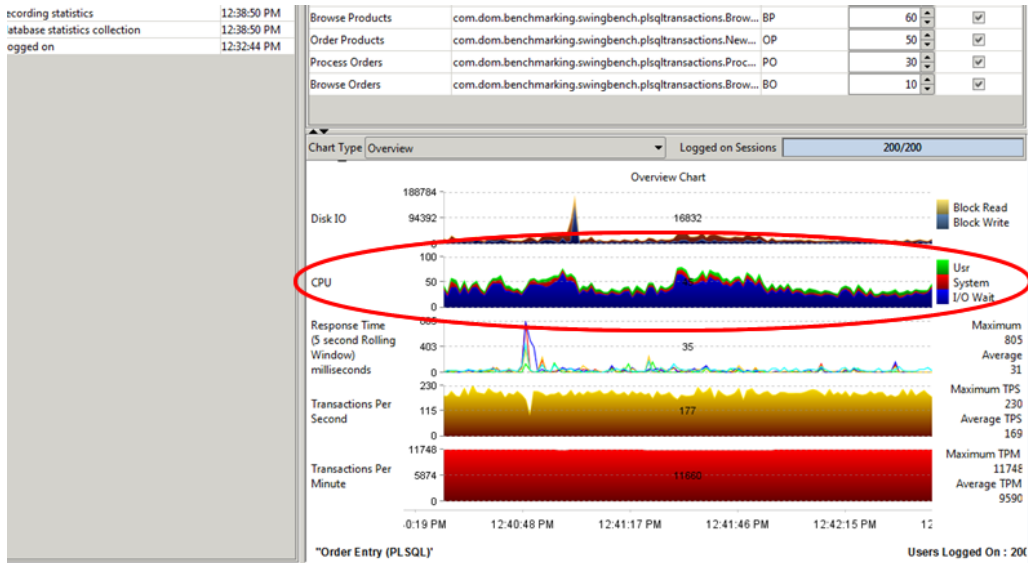 ecording statistics 12:38:50 PM
atabase statistics collection 12:38:50 PM
ogged on 12:32:44 PM
Browse Products com.dom.benchmarking.swingbench.plsqltransactions.Brow... BP 60
Order Products com.dom.benchmarking.swingbench.plsqltransactions.New... OP 50
Process Orders com.dom.benchmarking.swingbench.plsqltransactions.Proc... PO 30
Browse Orders com.dom.benchmarking.swingbench.plsqltransactions.Brow... BO 10
Chart Type Overview Logged on Sessions 200/200
Overview Chart
188784
Disk IO 94392 16832
0
Block Read
Block Write
100
CPU 50
0
Usr
System
I/O Wait
Response Time
(5 second Rolling
Window)
milliseconds
403 35
0
Maximum
805
Average
31
230
Transactions Per
Second
115 177
0
Maximum TPS
230
Average TPS
169
11748
Transactions Per
Minute
5874 11660
0
Maximum TPM
11748
Average TPM
9590
0:19 PM 12:40:48 PM 12:41:17 PM 12:41:46 PM 12:42:15 PM 12
"Order Entry (PLSQL)' Users Logged On : 200